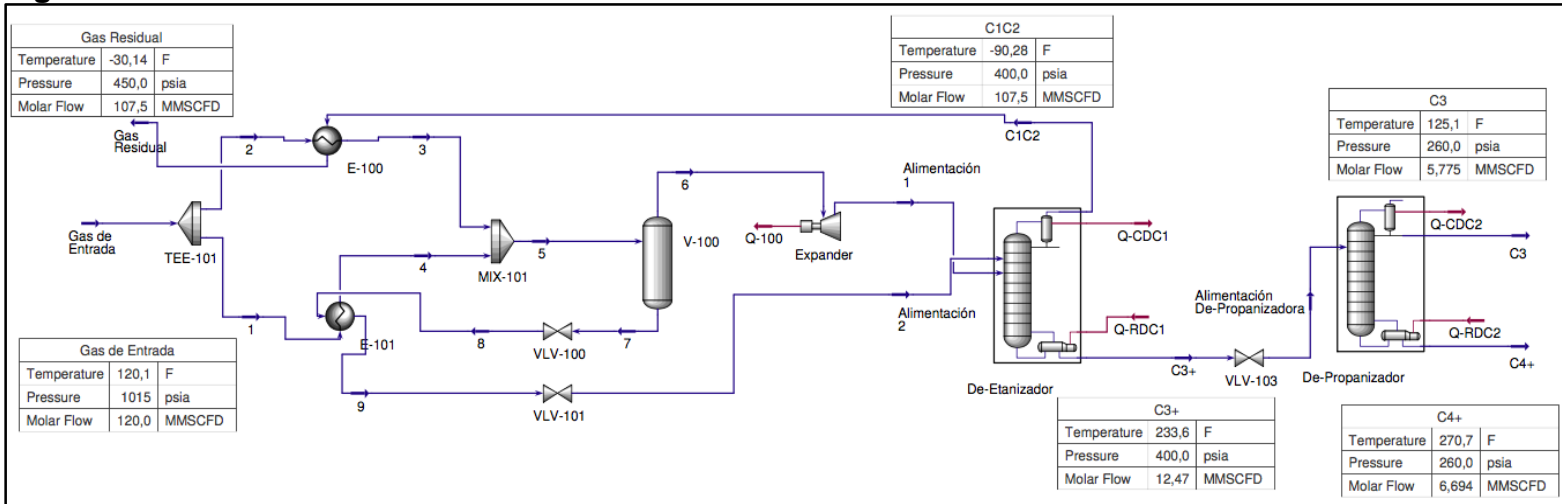 Gas Residual
Temperature -30,14 F
Pressure 450,0 psia
Molar Flow 107,5 MMSCFD
C1C2
Temperature -90,28 F
Pressure 400,0 psia
Molar Flow 107,5 MMSCFD
C3
Temperature 125,1 F
Pressure 260,0 psia
Molar Flow 5,775 MMSCFD
Gas
Residual
2
E-100
3
C1C2
Gas de
Entrada
TEE-101
1
4
E-101
MIX-101
5
6
V-100
7
VLV-100
8
9
VLV-101
Q-100
Expander
Alimentación
1
Alimentación
2
Q-CDC1
Q-RDC1
De-Etanizador
C3+
VLV-103
Alimentación
De-Propanizadora
Q-CDC2
C3
Q-RDC2
C4+
De-Propanizador
Gas de Entrada
Temperature 120,1 F
Pressure 1015 psia
Molar Flow 120,0 MMSCFD
C3+
Temperature 233,6 F
Pressure 400,0 psia
Molar Flow 12,47 MMSCFD
C4+
Temperature 270,7 F
Pressure 260,0 psia
Molar Flow 6,694 MMSCFD